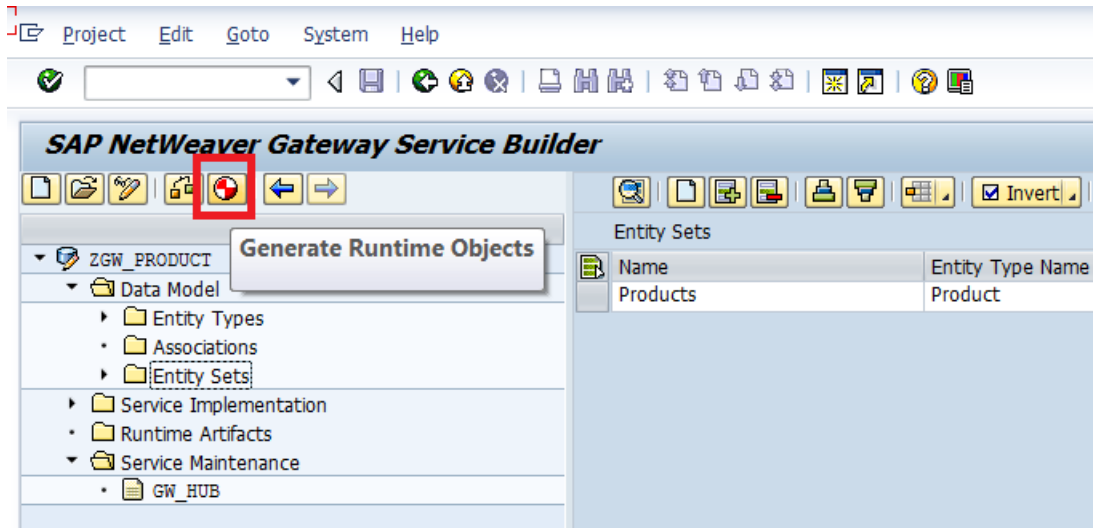 Project Edit Goto System Help
SAP NetWeaver Gateway Service Builder
Invert
Generate Runtime Objects
ZGW_PRODUCT
Data Model
Entity Types
Associations
Entity Sets
Service Implementation
Runtime Artifacts
Service Maintenance
GW_HUB
Entity Sets
Name Entity Type Name
Products Product